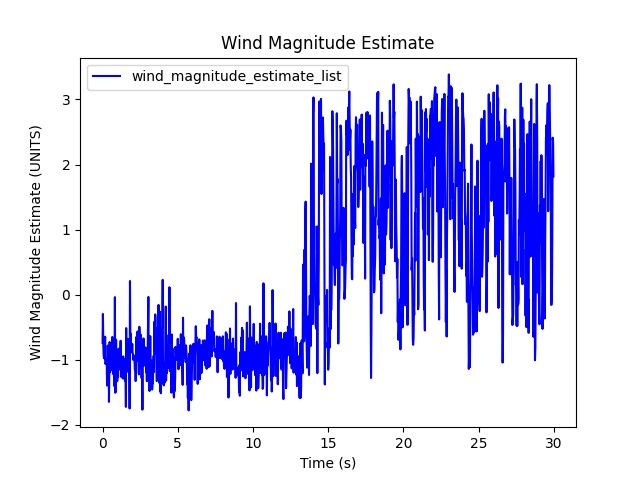 Wind Magnitude Estimate
wind_magnitude_estimate_list
Wind Magnitude Estimate (UNITS)
3
2
1
0
−1
−2
0 5 10 15 20 25 30
Time (s)